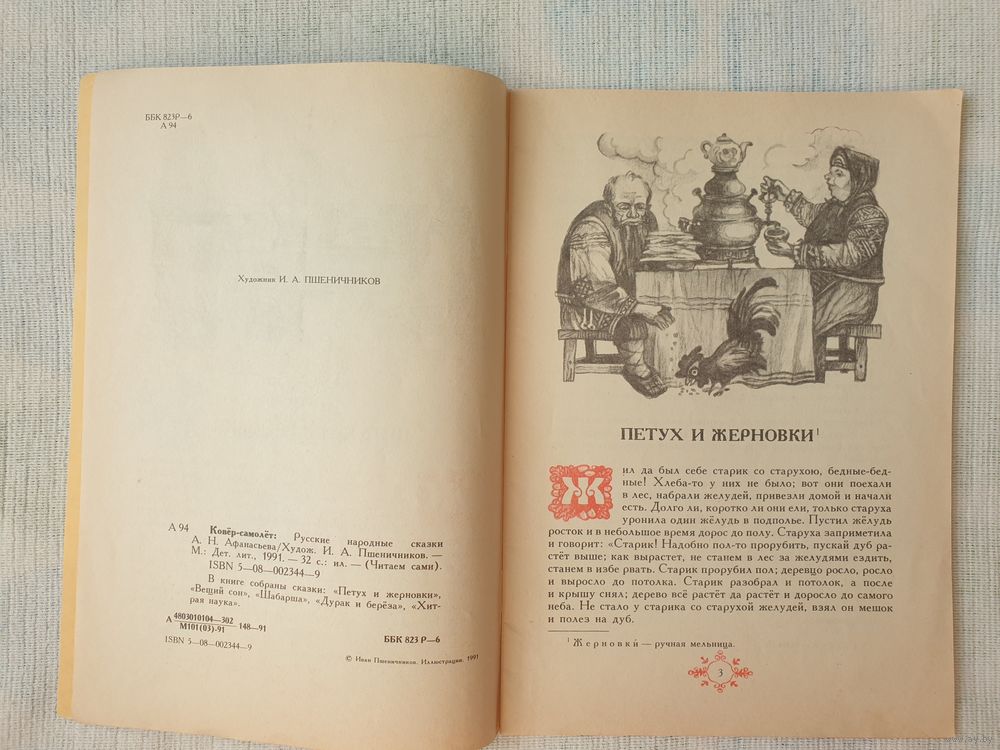 ББК 823Р—6
А 94
Художник И. А. ПШЕНИЧНИКОВ
А 94 Ковёр-самолёт: Русские народные сказки
А. Н. Афанасьева/Худож. И. А. Пшеничников. —
М.: Дет. лит., 1991. — 32 с.: ил. — (Читаем сами).
ISBN 5—08—002344—9
В книге собраны сказки: «Петух и жерновки»,
«Вещий сон», «Шабарша», «Дурак и берёза», «Хит-
рая наука».
А 4803010104—302
М101(03)-91 148—91
ББК 823 Р—6
ISBN 5—08—002344—9
© Иван Пшеничников. Иллюстрации. 1991
ПЕТУХ И ЖЕРНОВКИ¹
Жил да был себе старик со старухою, бедные-бед-
ные! Хлеба-то у них не было; вот они поехали
в лес, набрали желудей, привезли домой и начали
есть. Долго ли, коротко ли они ели, только старуха
уронила один жёлудь в подполье. Пустил жёлудь
росток и в небольшое время дорос до полу. Старуха заприметила
и говорит: «Старик! Надобно пол-то прорубить, пускай дуб рас-
тёт выше; как вырастет, не станем в лес за желудями ездить,
станем в избе рвать. Старик прорубил пол; деревцо росло, росло
и выросло до потолка. Старик разобрал и потолок, а после
и крышу снял; дерево всё растёт да растёт и доросло до самого
неба. Не стало у старика со старухой желудей, взял он мешок
и полез на дуб.
¹ Жерновки́ — ручная мельница.
3
www.ay.by